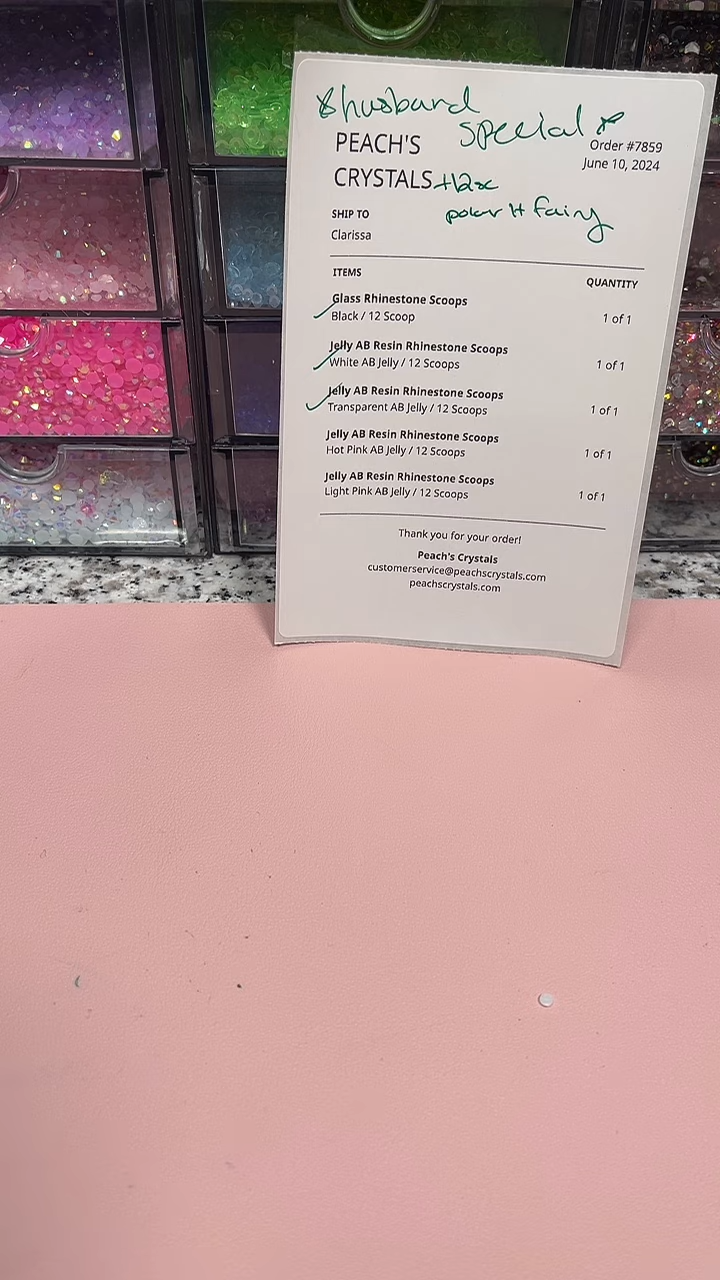 *husband
special*
PEACH'S
Order #7859
June 10, 2024
CRYSTALS +12x
SHIP TO
fairy
Clarissa
ITEMS
QUANTITY
Glass Rhinestone Scoops
Black / 12 Scoop
1 of 1
Jelly AB Resin Rhinestone Scoops
White AB Jelly / 12 Scoops
1 of 1
Jelly AB Resin Rhinestone Scoops
Transparent AB Jelly / 12 Scoops
1 of 1
Jelly AB Resin Rhinestone Scoops
Hot Pink AB Jelly / 12 Scoops
1 of 1
Jelly AB Resin Rhinestone Scoops
Light Pink AB Jelly / 12 Scoops
1 of 1
Thank you for your order!
Peach's Crystals
customerservice@peachscrystals.com
peachscrystals.com